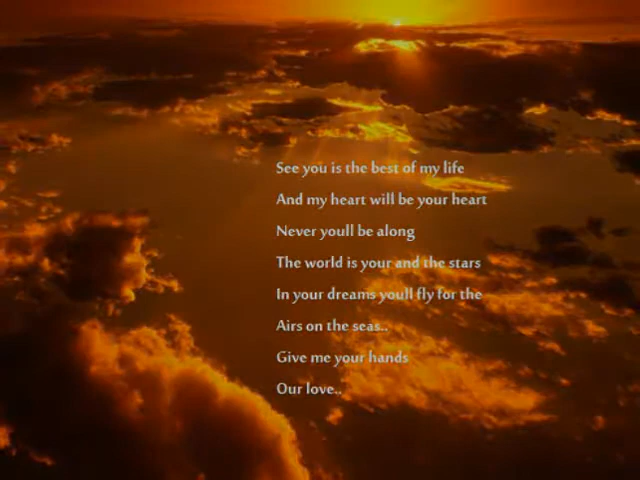 See you is the best of my life
And my heart will be your heart
Never youll be along
The world is your and the stars
In your dreams youll fly for the
Airs on the seas..
Give me your hands
Our love..